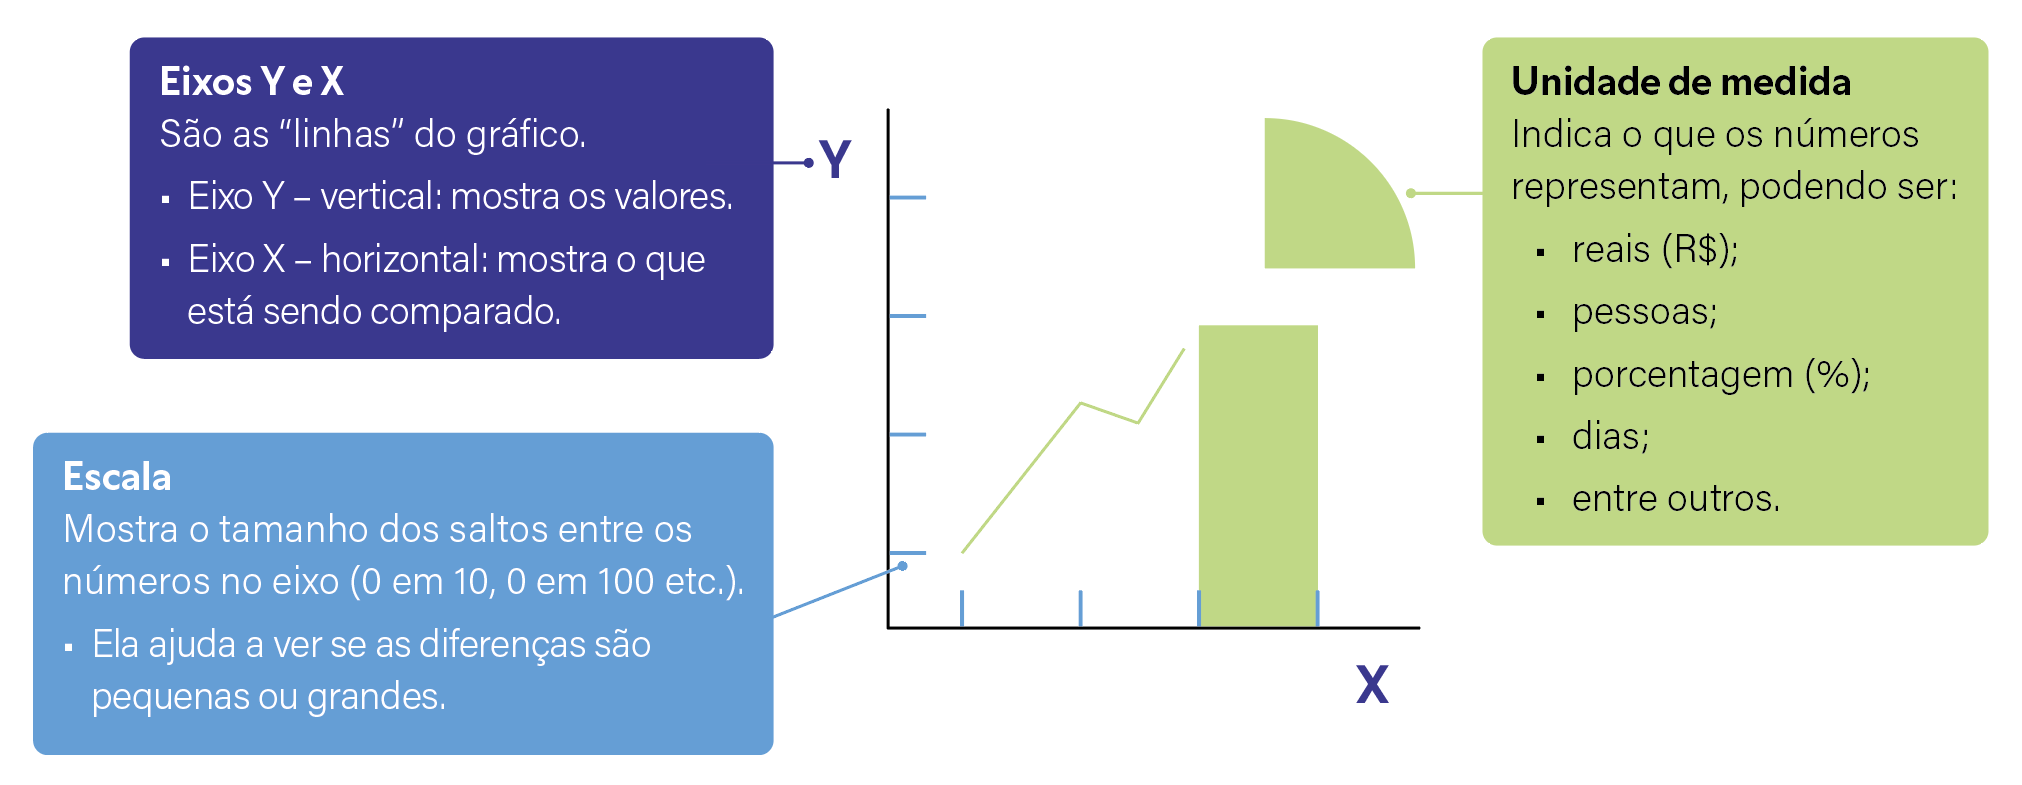 Eixos Y e X
São as “linhas” do gráfico.
▪ Eixo Y – vertical: mostra os valores.
▪ Eixo X – horizontal: mostra o que
está sendo comparado.
Escala
Mostra o tamanho dos saltos entre os
números no eixo (0 em 10, 0 em 100 etc.).
▪ Ela ajuda a ver se as diferenças são
pequenas ou grandes.
Y
X
Unidade de medida
Indica o que os números
representam, podendo ser:
▪ reais (R$);
▪ pessoas;
▪ porcentagem (%);
▪ dias;
▪ entre outros.